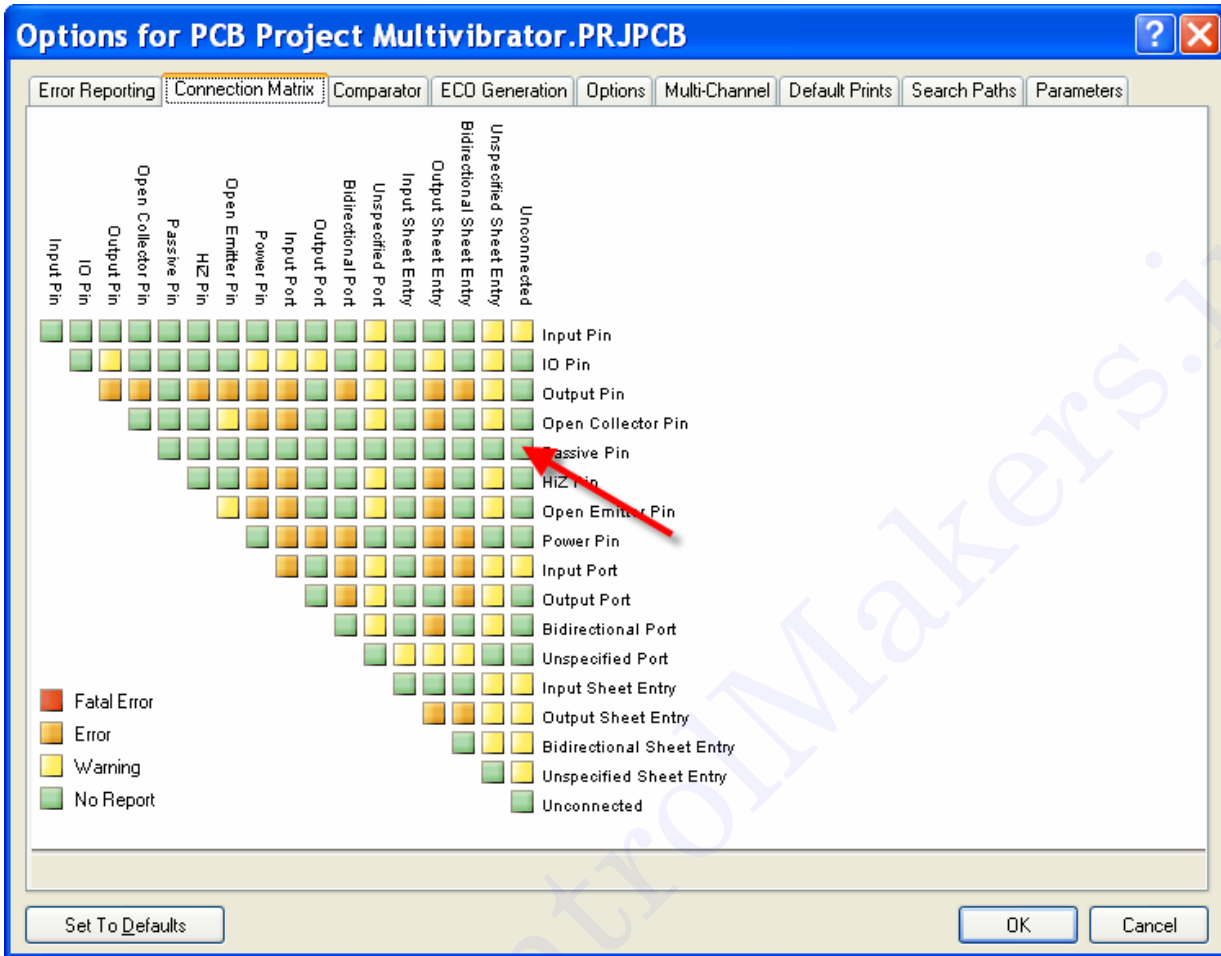 Options for PCB Project Multivibrator.PRJPCB
Error Reporting
Connection Matrix
Comparator
ECO Generation
Options
Multi-Channel
Default Prints
Search Paths
Parameters
Input Pin
IO Pin
Output Pin
Open Collector Pin
Passive Pin
HiZ Pin
Open Emitter Pin
Power Pin
Input Port
Output Port
Bidirectional Port
Unspecified Port
Input Sheet Entry
Output Sheet Entry
Bidirectional Sheet Entry
Unspecified Sheet Entry
Unconnected
Input Pin
IO Pin
Output Pin
Open Collector Pin
Passive Pin
HiZ Pin
Open Emitter Pin
Power Pin
Input Port
Output Port
Bidirectional Port
Unspecified Port
Input Sheet Entry
Output Sheet Entry
Bidirectional Sheet Entry
Unspecified Sheet Entry
Unconnected
Fatal Error
Error
Warning
No Report
Set To Defaults
OK
Cancel